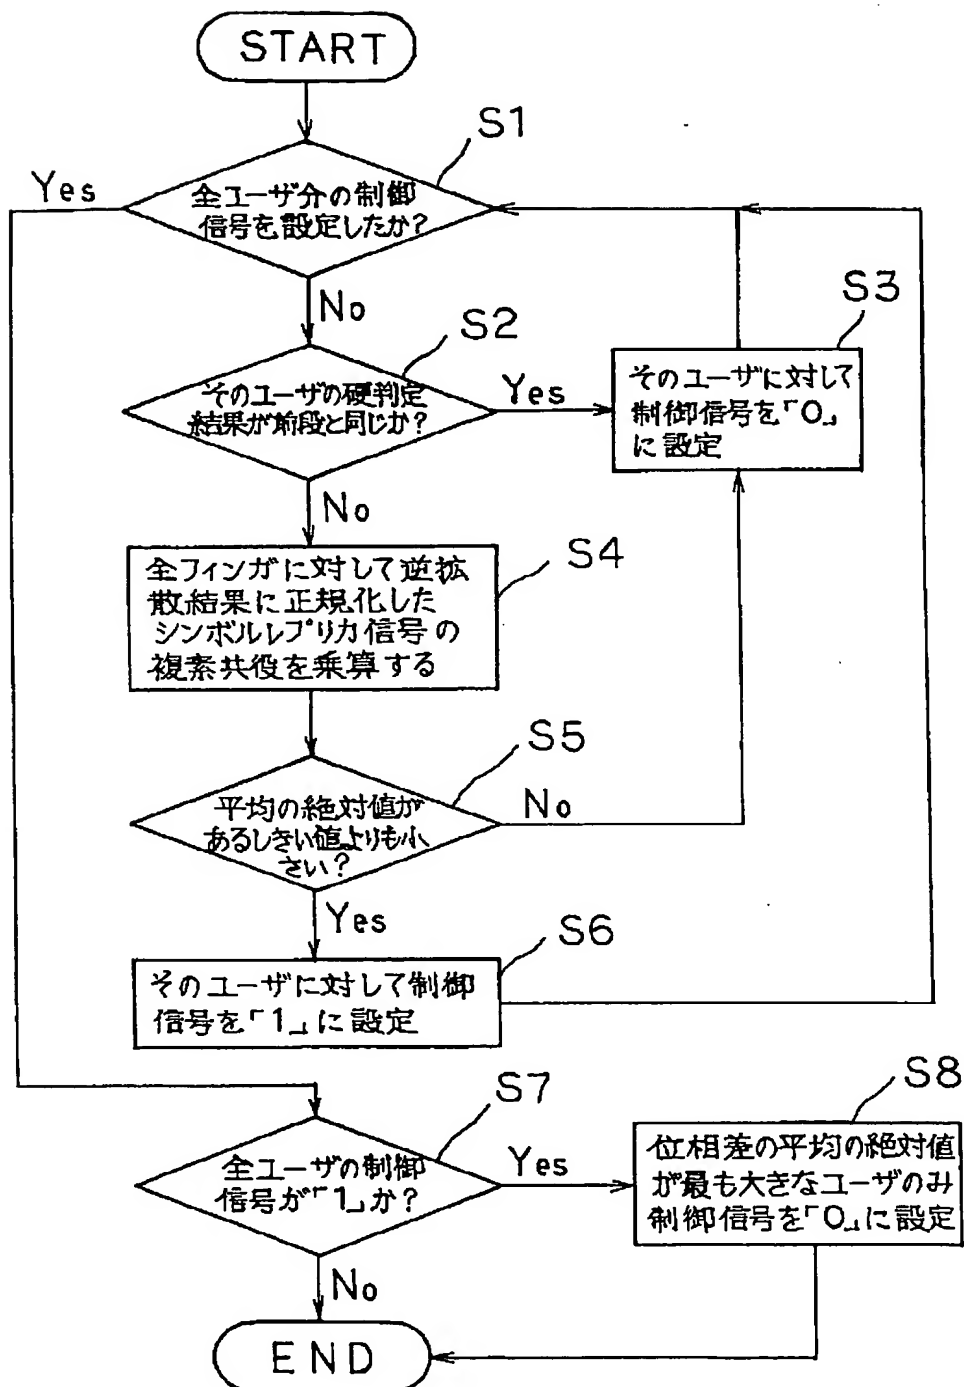 START
S1
Yes
全ユーザ分の制御
信号を設定したか?
No
S2
S3
そのユーザの硬判定
結果が前段と同じか?
Yes
そのユーザに対して
制御信号を「0」
に設定
No
S4
全フィンガに対して逆拡
散結果に正規化した
シンボルレプリカ信号の
複素共役を乗算する
S5
平均の絶対値が
あるしきい値よりも小
さい?
No
Yes
S6
そのユーザに対して制御
信号を「1」に設定
S7
S8
全ユーザの制御
信号が「1」か?
Yes
位相差の平均の絶対値
が最も大きなユーザのみ
制御信号を「0」に設定
No
END